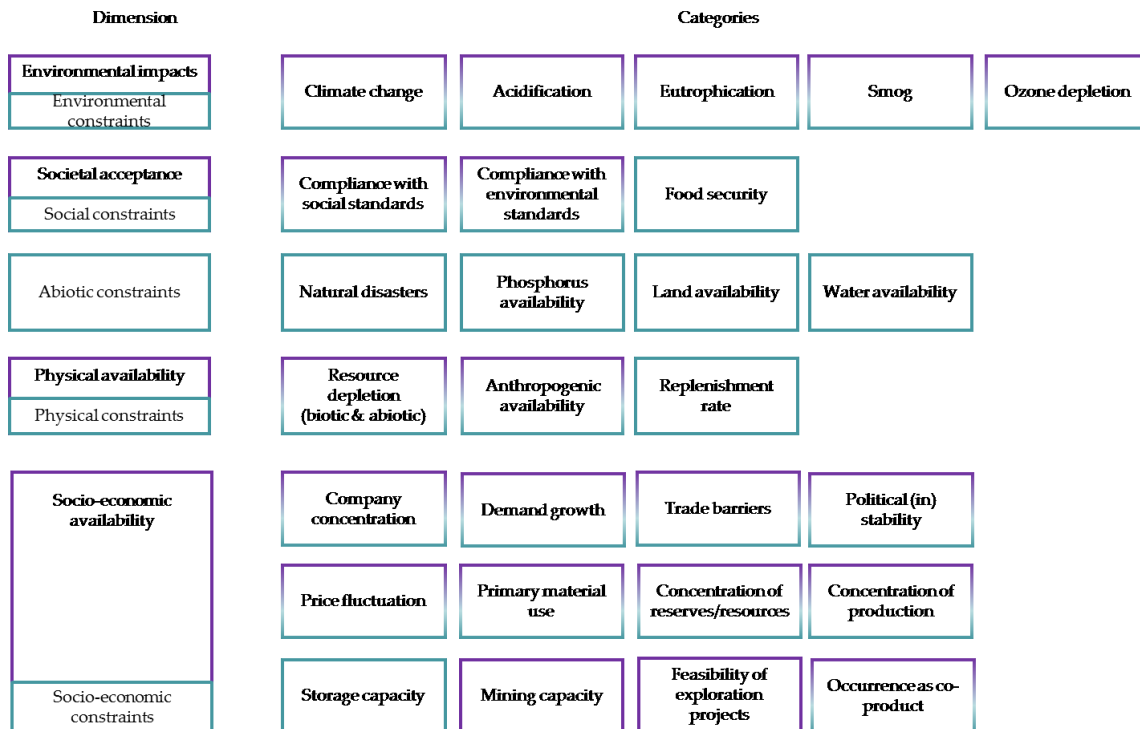 Dimension
Categories
Environmental impacts
Environmental
constraints
Climate change
Acidification
Eutrophication
Smog
Ozone depletion
Societal acceptance
Social constraints
Compliance with
social standards
Compliance with
environmental
standards
Food security
Abiotic constraints
Natural disasters
Phosphorus
availability
Land availability
Water availability
Physical availability
Physical constraints
Resource
depletion
(biotic & abiotic)
Anthropogenic
availability
Replenishment
rate
Socio-economic
availability
Socio-economic
constraints
Company
concentration
Demand growth
Trade barriers
Political (in)
stability
Price fluctuation
Primary material
use
Concentration of
reserves/resources
Concentration of
production
Storage capacity
Mining capacity
Feasibility of
exploration
projects
Occurrence as co-
product